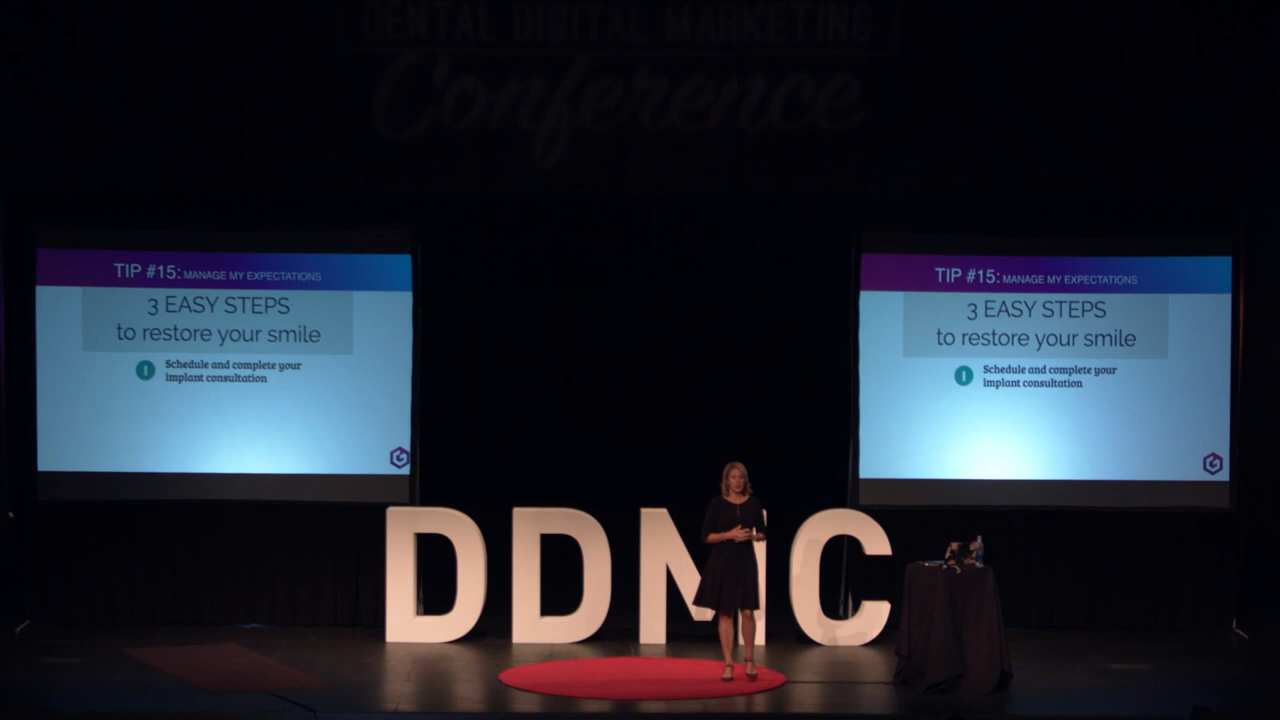 DENTAL DIGITAL MARKETING
Conference
TIP #15: MANAGE MY EXPECTATIONS
3 EASY STEPS
to restore your smile
1 Schedule and complete your
implant consultation
TIP #15: MANAGE MY EXPECTATIONS
3 EASY STEPS
to restore your smile
1 Schedule and complete your
implant consultation
DDMC